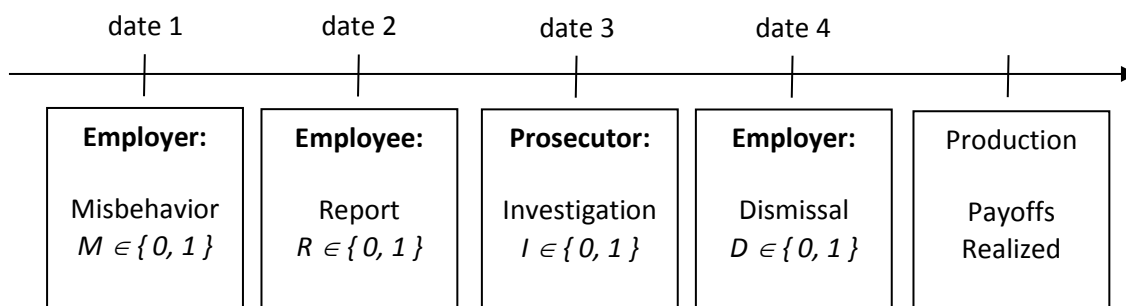 date 1
date 2
date 3
date 4
Employer:
Misbehavior
M ∈ { 0, 1 }
Employee:
Report
R ∈ { 0, 1 }
Prosecutor:
Investigation
I ∈ { 0, 1 }
Employer:
Dismissal
D ∈ { 0, 1 }
Production
Payoffs
Realized